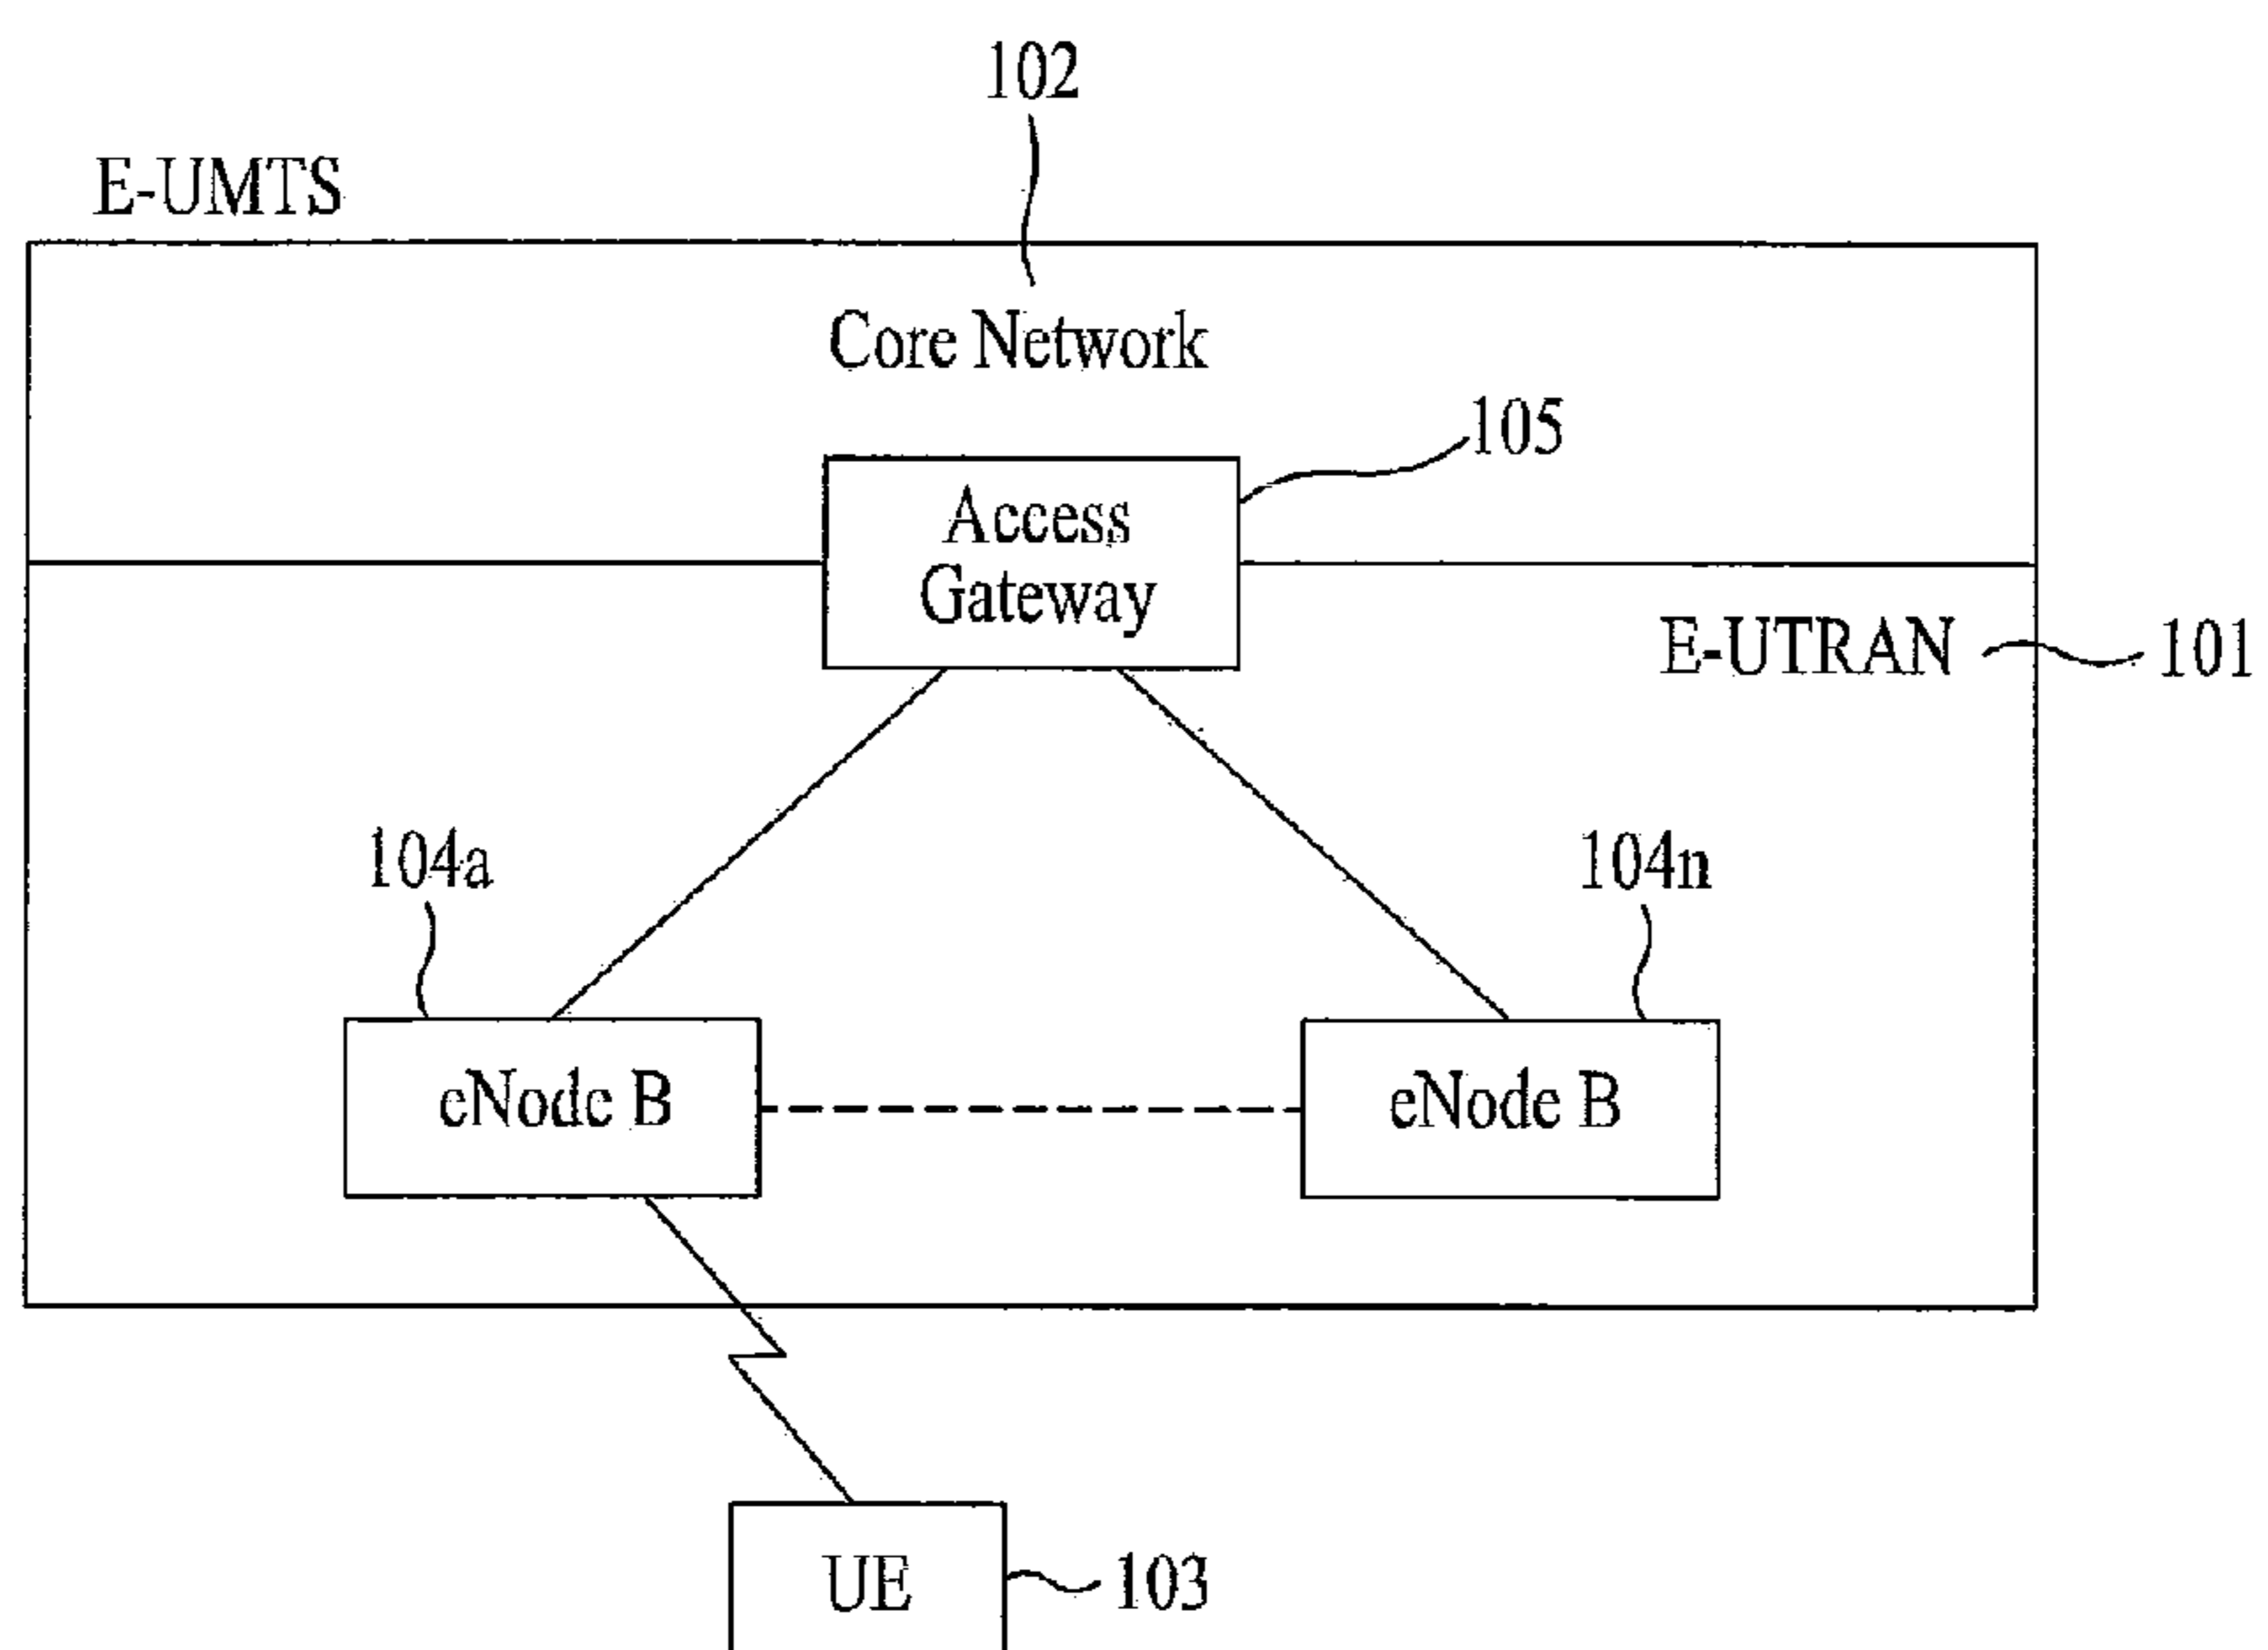 102
E-UMTS
Core Network
105
Access
Gateway
E-UTRAN
101
104a
104n
eNode B
eNode B
UE
103